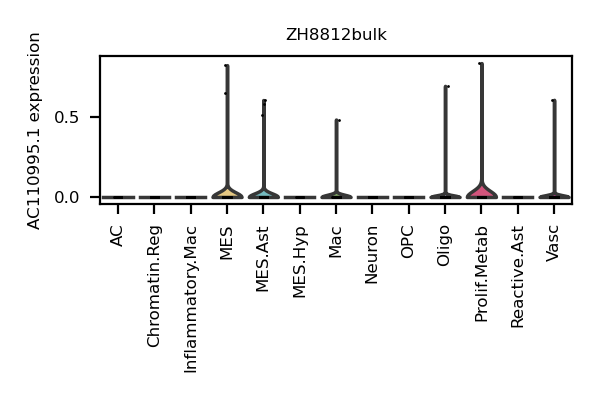 ZH8812bulk
AC110995.1 expression
0.5
0.0
AC
Chromatin.Reg
Inflammatory.Mac
MES
MES.Ast
MES.Hyp
Mac
Neuron
OPC
Oligo
Prolif.Metab
Reactive.Ast
Vasc